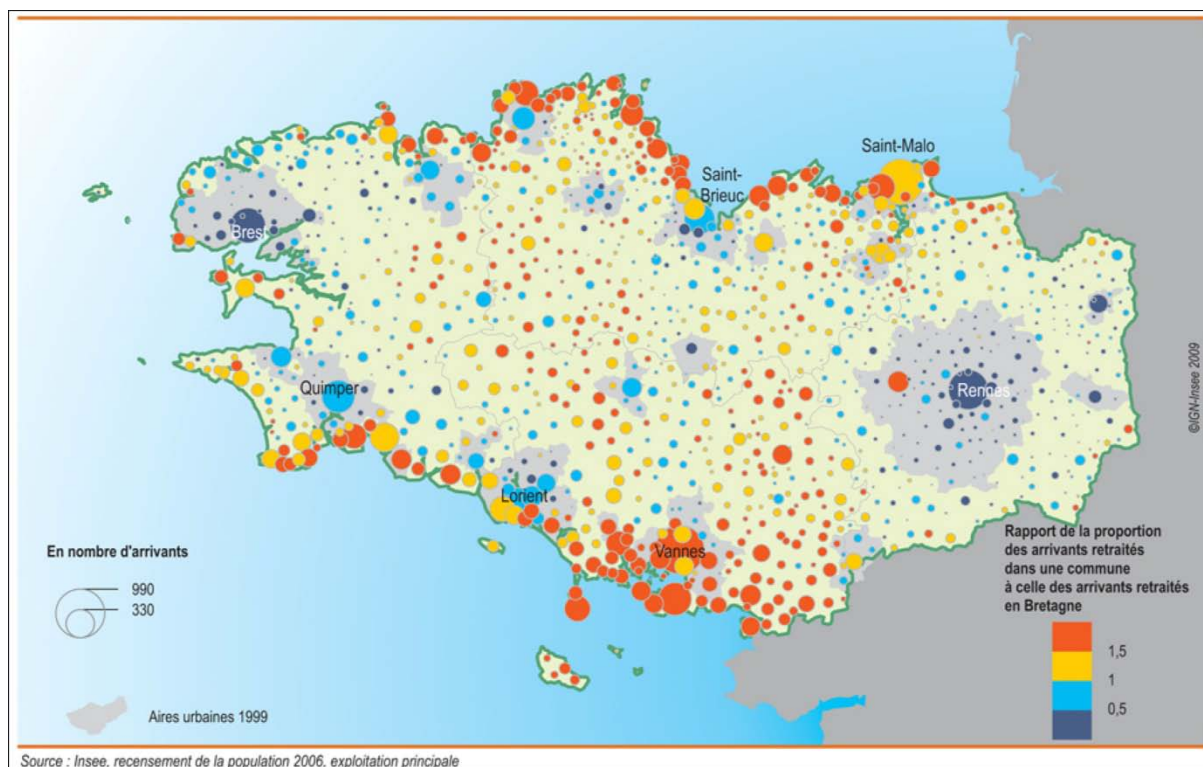 Saint-Malo
Saint-
Brieuc
Brest
Quimper
Rennes
Lorient
Vannes
©IGN-Insee 2009
En nombre d'arrivants
990
330
Aires urbaines 1999
Rapport de la proportion
des arrivants retraités
dans une commune
à celle des arrivants retraités
en Bretagne
1,5
1
0,5
Source : Insee, recensement de la population 2006, exploitation principale